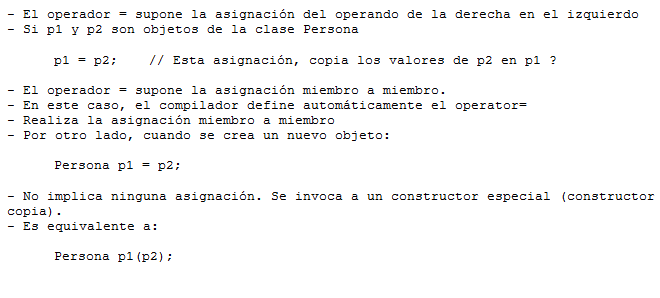 - El operador = supone la asignación del operando de la derecha en el izquierdo
- Si p1 y p2 son objetos de la clase Persona
p1 = p2;    // Esta asignación, copia los valores de p2 en p1 ?
- El operador = supone la asignación miembro a miembro.
- En este caso, el compilador define automáticamente el operator=
- Realiza la asignación miembro a miembro
- Por otro lado, cuando se crea un nuevo objeto:
Persona p1 = p2;
- No implica ninguna asignación. Se invoca a un constructor especial (constructor
copia).
- Es equivalente a:
Persona p1(p2);